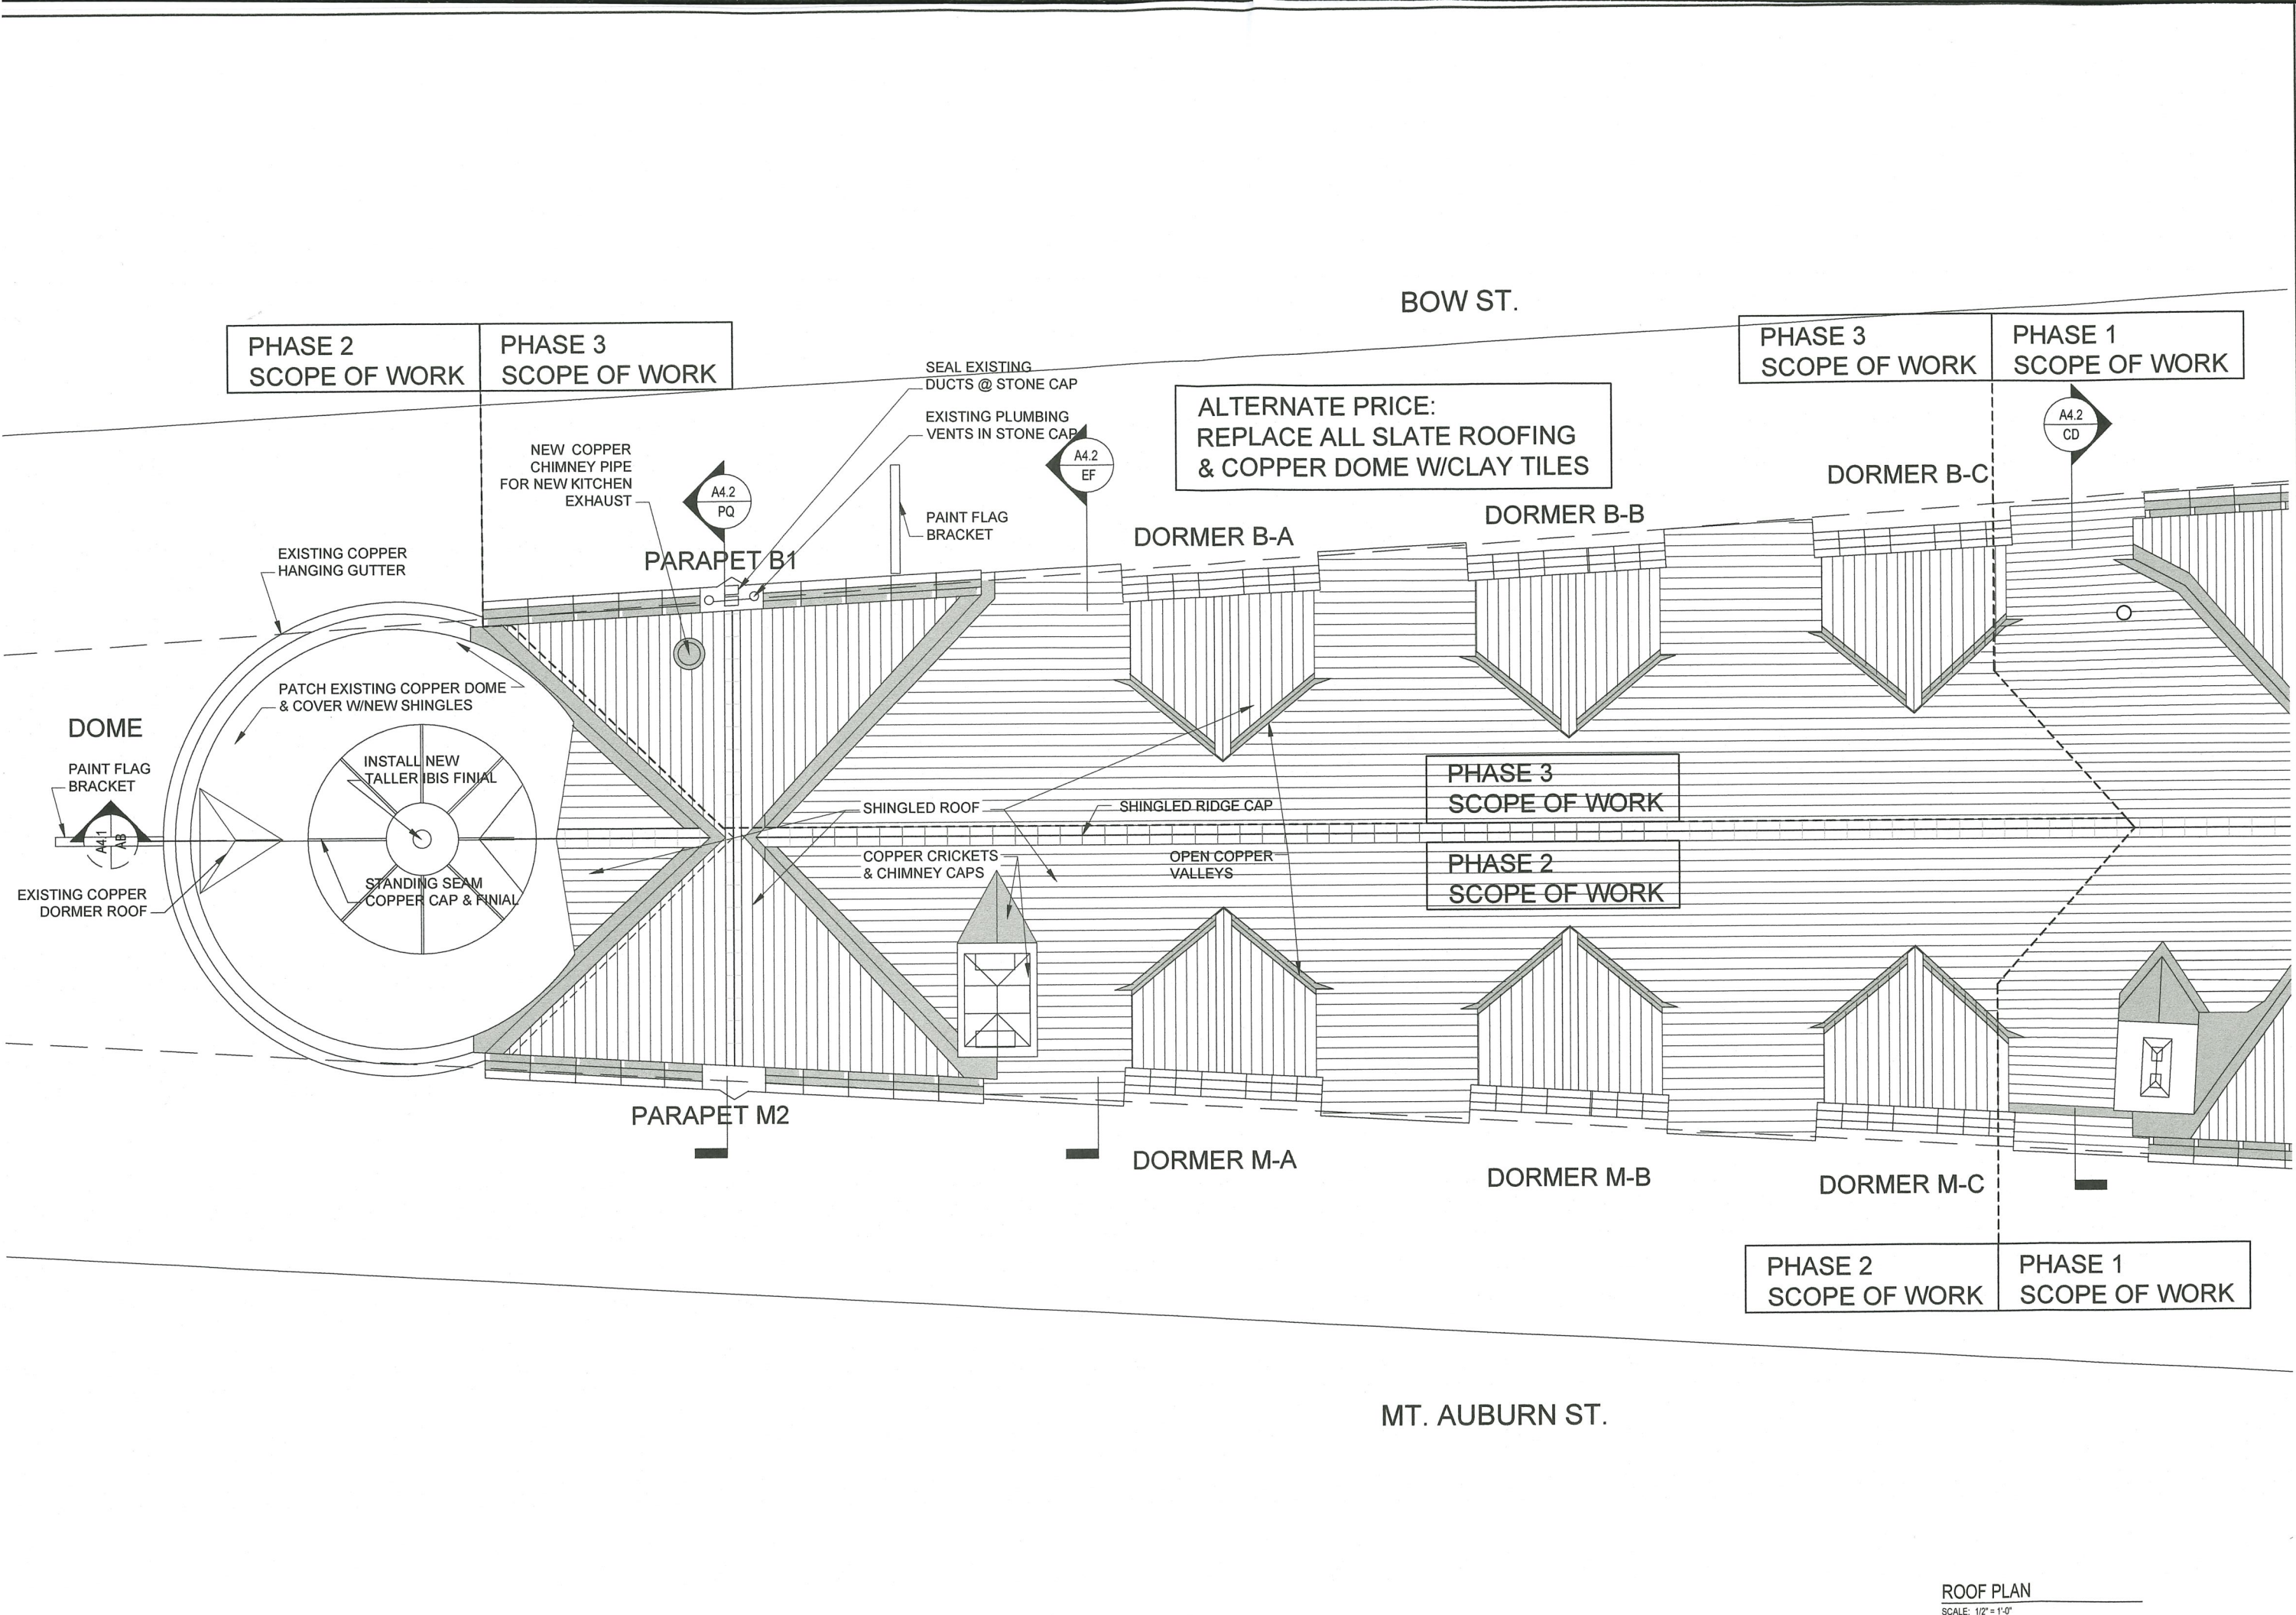 BOW ST.
PHASE 2
SCOPE OF WORK
PHASE 3
SCOPE OF WORK
PHASE 3
SCOPE OF WORK
PHASE 1
SCOPE OF WORK
SEAL EXISTING
DUCTS @ STONE CAP
EXISTING PLUMBING
VENTS IN STONE CAP
ALTERNATE PRICE:
REPLACE ALL SLATE ROOFING
& COPPER DOME W/CLAY TILES
A4.2
CD
NEW COPPER
CHIMNEY PIPE
FOR NEW KITCHEN
EXHAUST
A4.2
PQ
A4.2
EF
PAINT FLAG
BRACKET
DORMER B-A
DORMER B-B
DORMER B-C
EXISTING COPPER
HANGING GUTTER
PARAPET B1
PATCH EXISTING COPPER DOME
& COVER W/NEW SHINGLES
DOME
PAINT FLAG
BRACKET
A4.1
AB
INSTALL NEW
TALLER IBIS FINIAL
STANDING SEAM
COPPER CAP & FINIAL
EXISTING COPPER
DORMER ROOF
SHINGLED ROOF
SHINGLED RIDGE CAP
PHASE 3
SCOPE OF WORK
COPPER CRICKETS
& CHIMNEY CAPS
OPEN COPPER
VALLEYS
PHASE 2
SCOPE OF WORK
PARAPET M2
DORMER M-A
DORMER M-B
DORMER M-C
PHASE 2
SCOPE OF WORK
PHASE 1
SCOPE OF WORK
MT. AUBURN ST.
ROOF PLAN
SCALE: 1/2" = 1'-0"